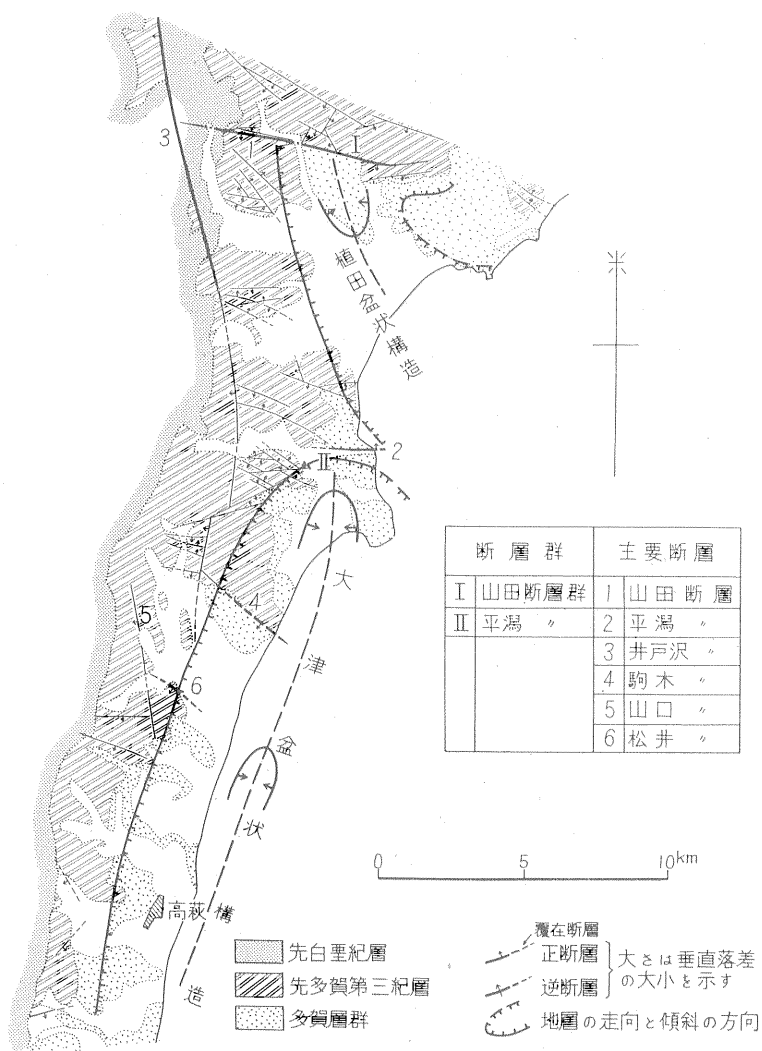 3
I
米
植田盆状構造
2
II
大津盆状構造
4
5
6
断層群 主要断層
I 山田断層群 1 山田断層
II 平潟 〃 2 平潟 〃
3 井戸沢 〃
4 駒木 〃
5 山口 〃
6 松井 〃
0 5 10km
高萩
先白亜紀層
先多賀第三紀層
多賀層群
覆在断層
正断層
逆断層
大さは垂直落差
の大小を示す
地層の走向と傾斜の方向